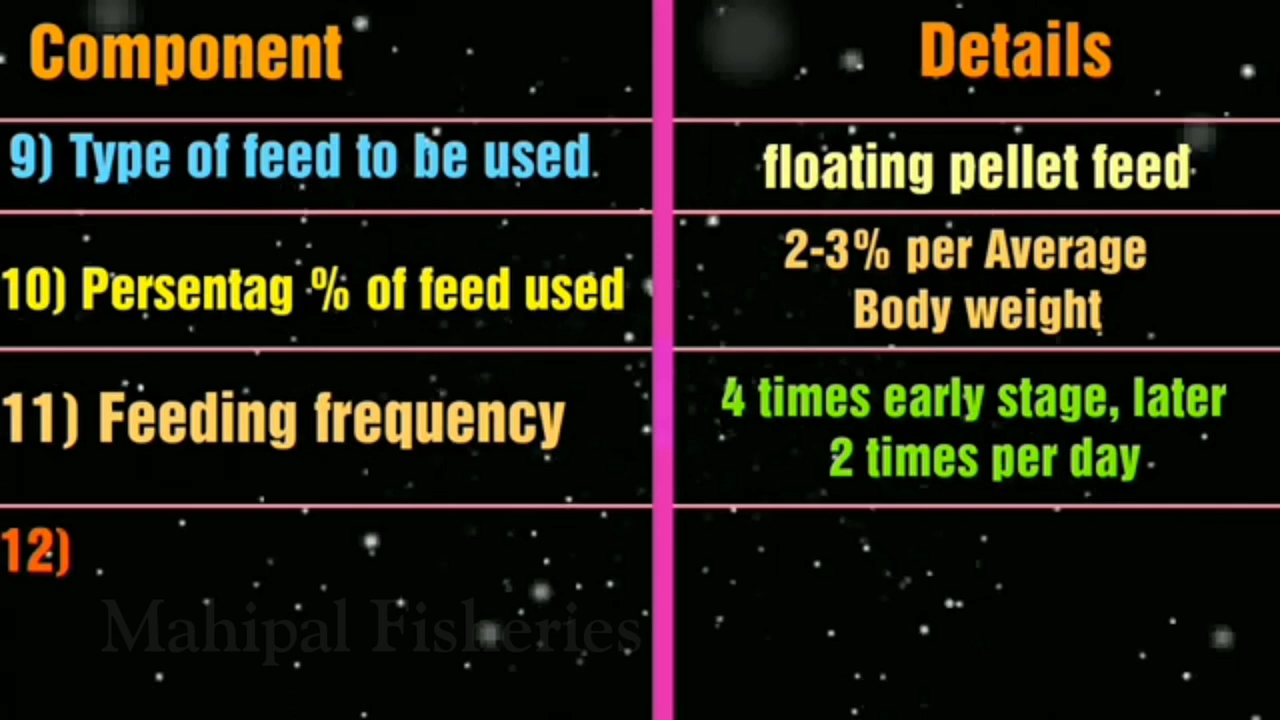 Component
Details
9) Type of feed to be used
floating pellet feed
10) Persentag % of feed used
2-3% per Average
Body weight
11) Feeding frequency
4 times early stage, later
2 times per day
12)
Mahipal Fisheries